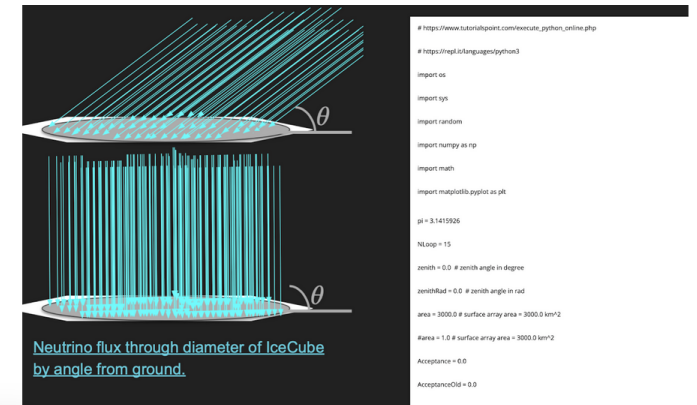 θ
θ
Neutrino flux through diameter of IceCube
by angle from ground.
# https://www.tutorialspoint.com/execute_python_online.php
# https://repl.it/languages/python3
import os
import sys
import random
import numpy as np
import math
import matplotlib.pyplot as plt
pi = 3.1415926
NLoop = 15
zenith = 0.0 # zenith angle in degree
zenithRad = 0.0 # zenith angle in rad
area = 3000.0 # surface array area = 3000.0 km^2
#area = 1.0 # surface array area = 3000.0 km^2
Acceptance = 0.0
AcceptanceOld = 0.0